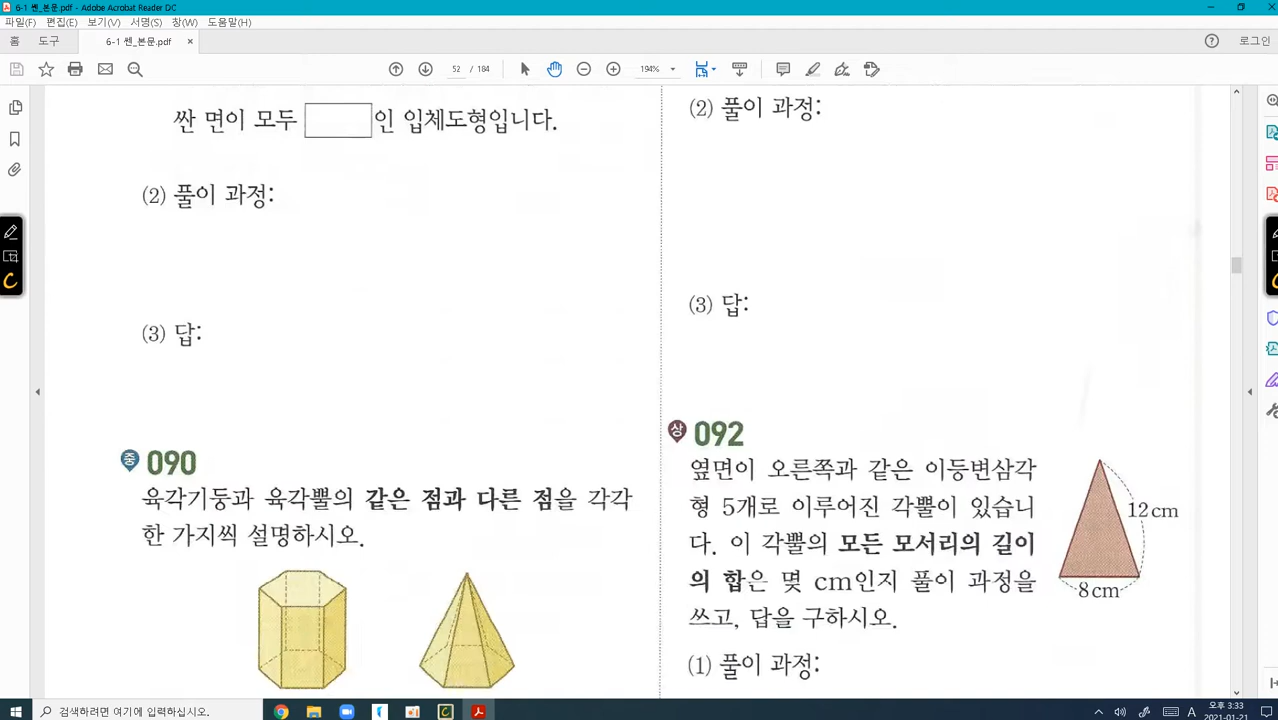 6-1 쎈_본문.pdf - Adobe Acrobat Reader DC
파일(F) 편집(E) 보기(V) 서명(S) 창(W) 도움말(H)
홈 도구 6-1 쎈_본문.pdf × 로그인
52 / 184 194%
싼 면이 모두 인 입체도형입니다.
(2) 풀이 과정:
(3) 답:
중 090
육각기둥과 육각뿔의 같은 점과 다른 점을 각각
한 가지씩 설명하시오.
(2) 풀이 과정:
(3) 답:
상 092
옆면이 오른쪽과 같은 이등변삼각
형 5개로 이루어진 각뿔이 있습니
다. 이 각뿔의 모든 모서리의 길이
의 합은 몇 cm인지 풀이 과정을
쓰고, 답을 구하시오.
12 cm
8 cm
(1) 풀이 과정:
검색하려면 여기에 입력하십시오.
A 오후 3:33
2021-01-21